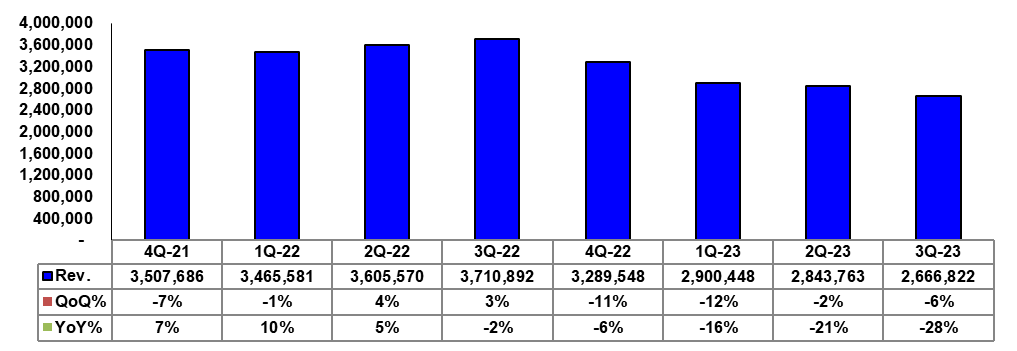 4,000,000
3,600,000
3,200,000
2,800,000
2,400,000
2,000,000
1,600,000
1,200,000
800,000
400,000
-
4Q-21 1Q-22 2Q-22 3Q-22 4Q-22 1Q-23 2Q-23 3Q-23
Rev. 3,507,686 3,465,581 3,605,570 3,710,892 3,289,548 2,900,448 2,843,763 2,666,822
QoQ% -7% -1% 4% 3% -11% -12% -2% -6%
YoY% 7% 10% 5% -2% -6% -16% -21% -28%